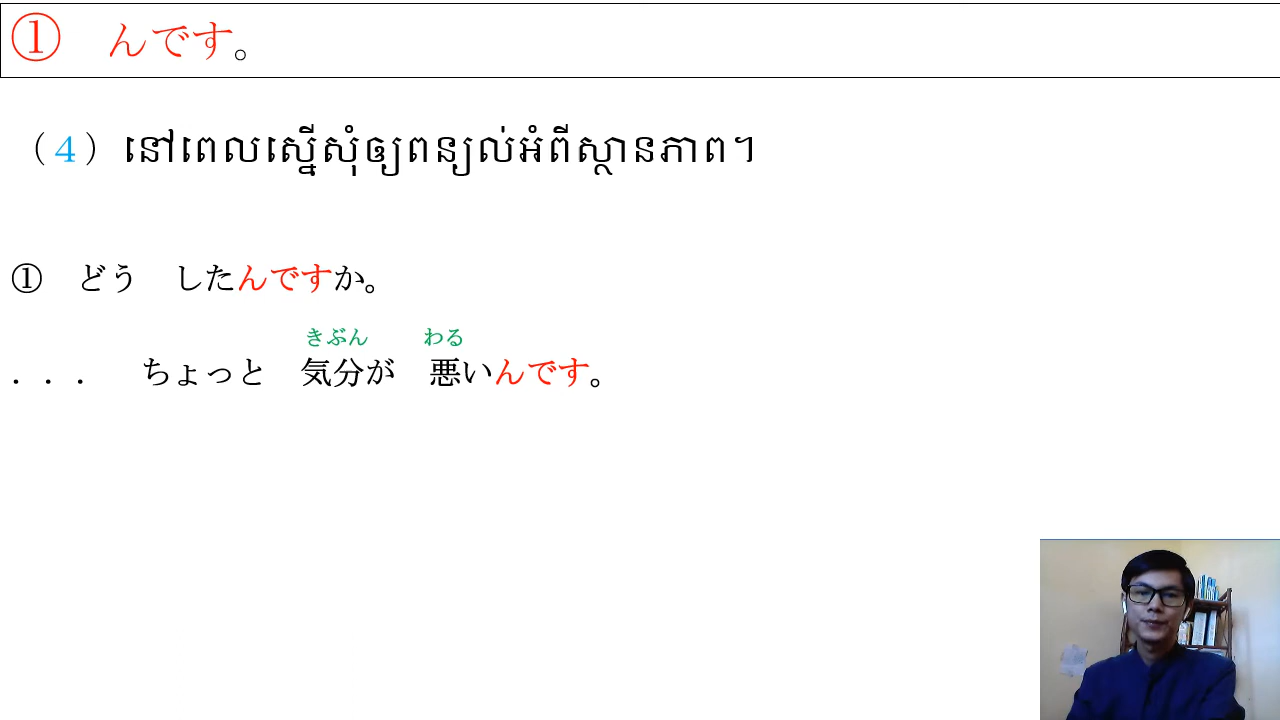 ① んです。
（4）នៅពេលស្នើសុំឲ្យពន្យល់អំពីស្ថានភាព។
① どう したんですか。
きぶん わる
．．． ちょっと 気分が 悪いんです。